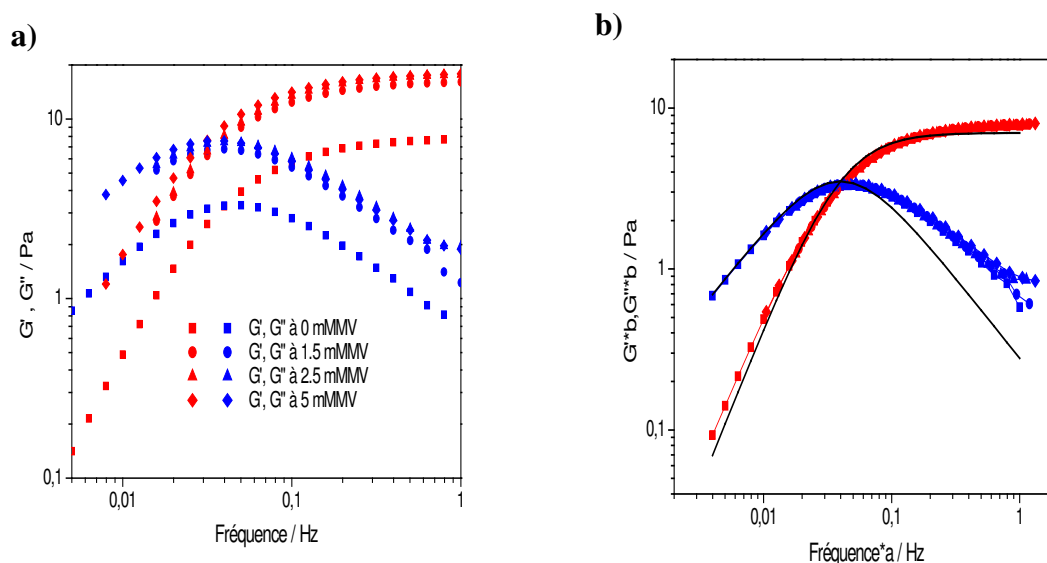 a)
G', G'' / Pa
10
1
0,1
0,01
0,1
1
Fréquence / Hz
G', G'' à 0 mMMV
G', G'' à 1.5 mMMV
G', G'' à 2.5 mMMV
G', G'' à 5 mMMV
b)
G'*b,G''*b / Pa
10
1
0,1
0,01
0,1
1
Fréquence*a / Hz